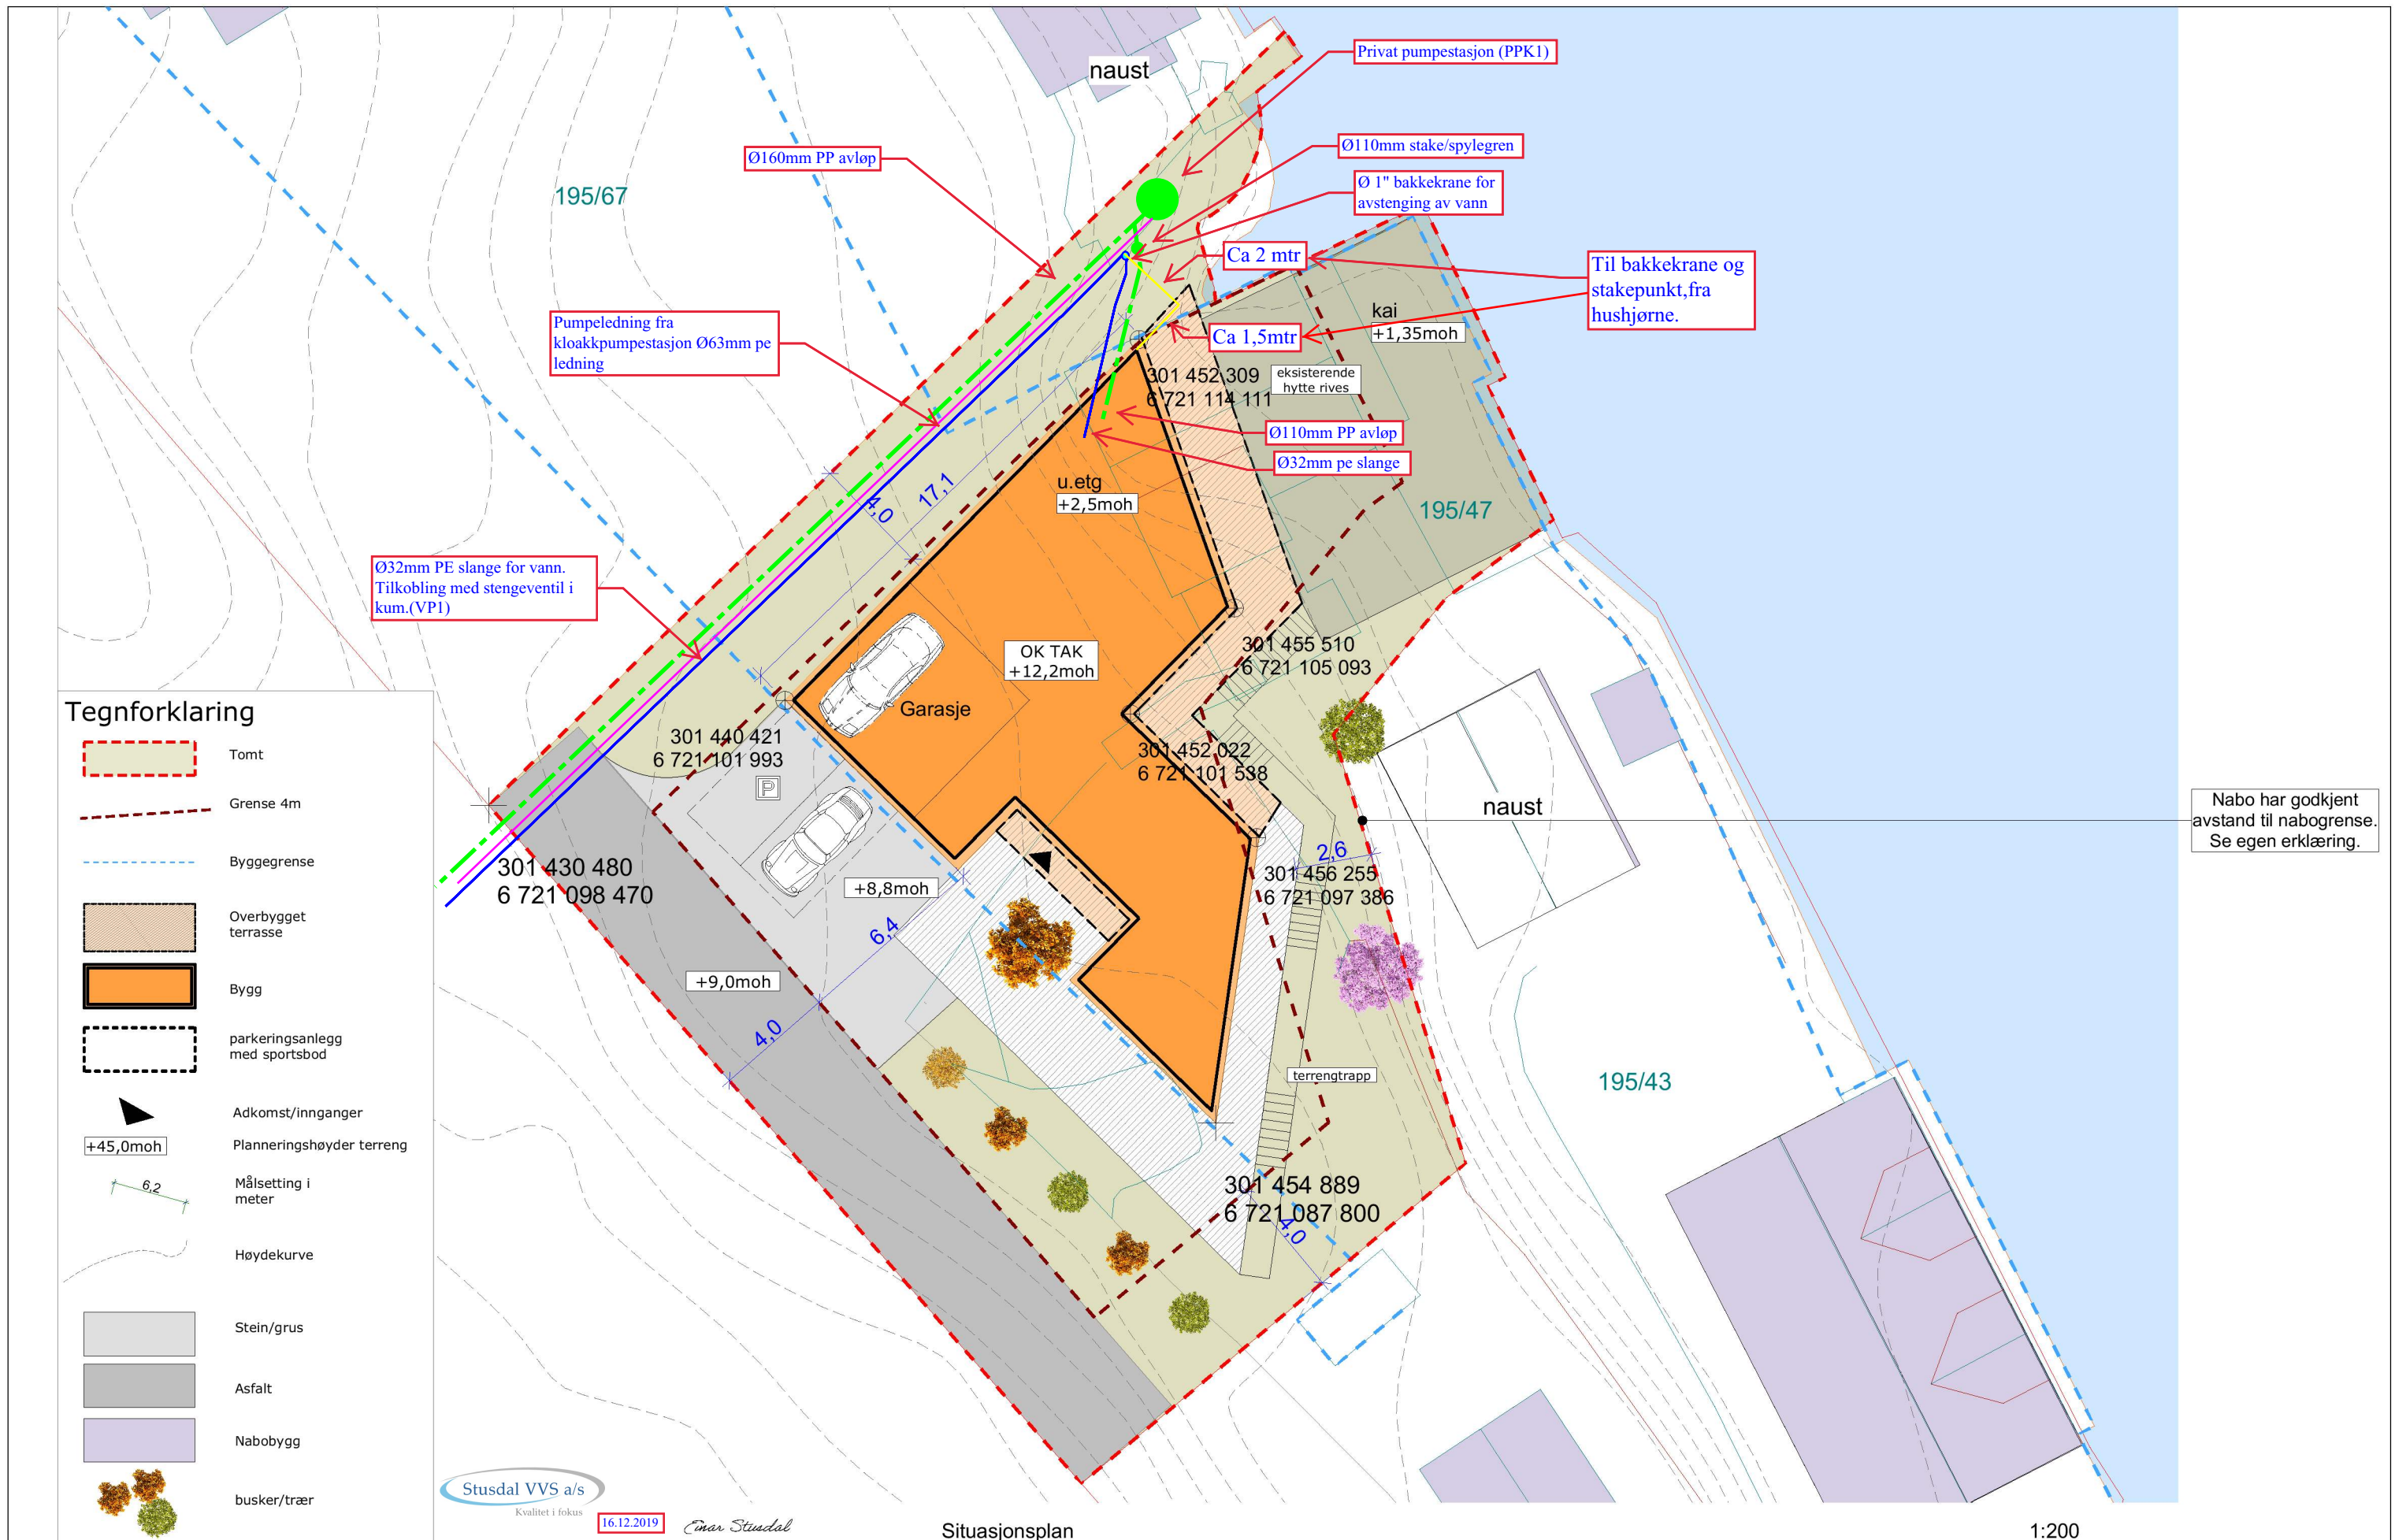 naust
Privat pumpestasjon (PPK1)
Ø160mm PP avløp
Ø110mm stake/spylegren
195/67
Ø 1" bakkekrane for
avstenging av vann
Ca 2 mtr
Til bakkekrane og
stakepunkt,fra
hushjørne.
Pumpeledning fra
kloakkpumpestasjon Ø63mm pe
ledning
kai
+1,35moh
Ca 1,5mtr
301 452 309
6 721 114 111
eksisterende
hytte rives
Ø110mm PP avløp
Ø32mm pe slange
u.etg
+2,5moh
17,1
4,0
195/47
Ø32mm PE slange for vann.
Tilkobling med stengeventil i
kum.(VP1)
OK TAK
+12,2moh
301 455 510
6 721 105 093
Garasje
301 440 421
6 721 101 993
301 452 022
6 721 101 538
P
naust
Nabo har godkjent
avstand til nabogrense.
Se egen erklæring.
301 430 480
6 721 098 470
+8,8moh
2,6
301 456 255
6 721 097 386
6,4
+9,0moh
4,0
terrengtrapp
195/43
301 454 889
6 721 087 800
4,0
Tegnforklaring
Tomt
Grense 4m
Byggegrense
Overbygget
terrasse
Bygg
parkeringsanlegg
med sportsbod
Adkomst/innganger
+45,0moh
Planneringshøyder terreng
6,2
Målsetting i
meter
Høydekurve
Stein/grus
Asfalt
Nabobygg
busker/trær
Stusdal VVS a/s
Kvalitet i fokus
16.12.2019
Einar Stusdal
Situasjonsplan
1:200